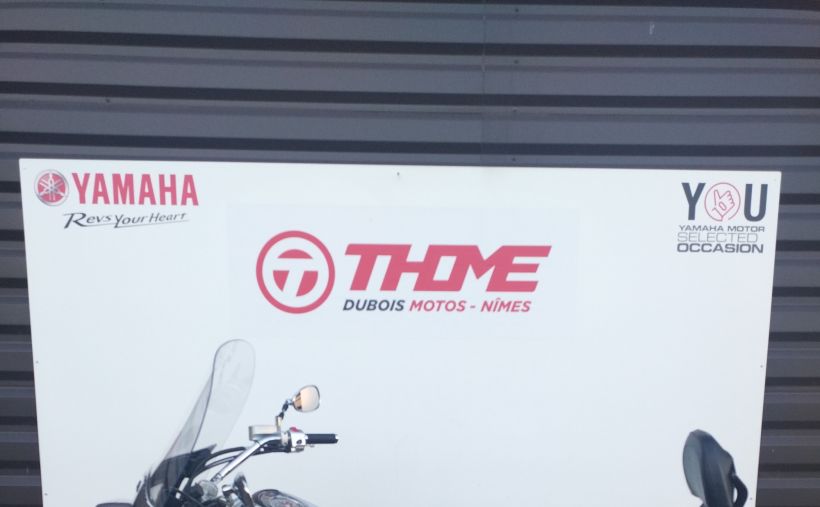 YAMAHA
Revs Your Heart
YOU
YAMAHA MOTOR
SELECTED
OCCASION
THOME
DUBOIS MOTOS - NÎMES